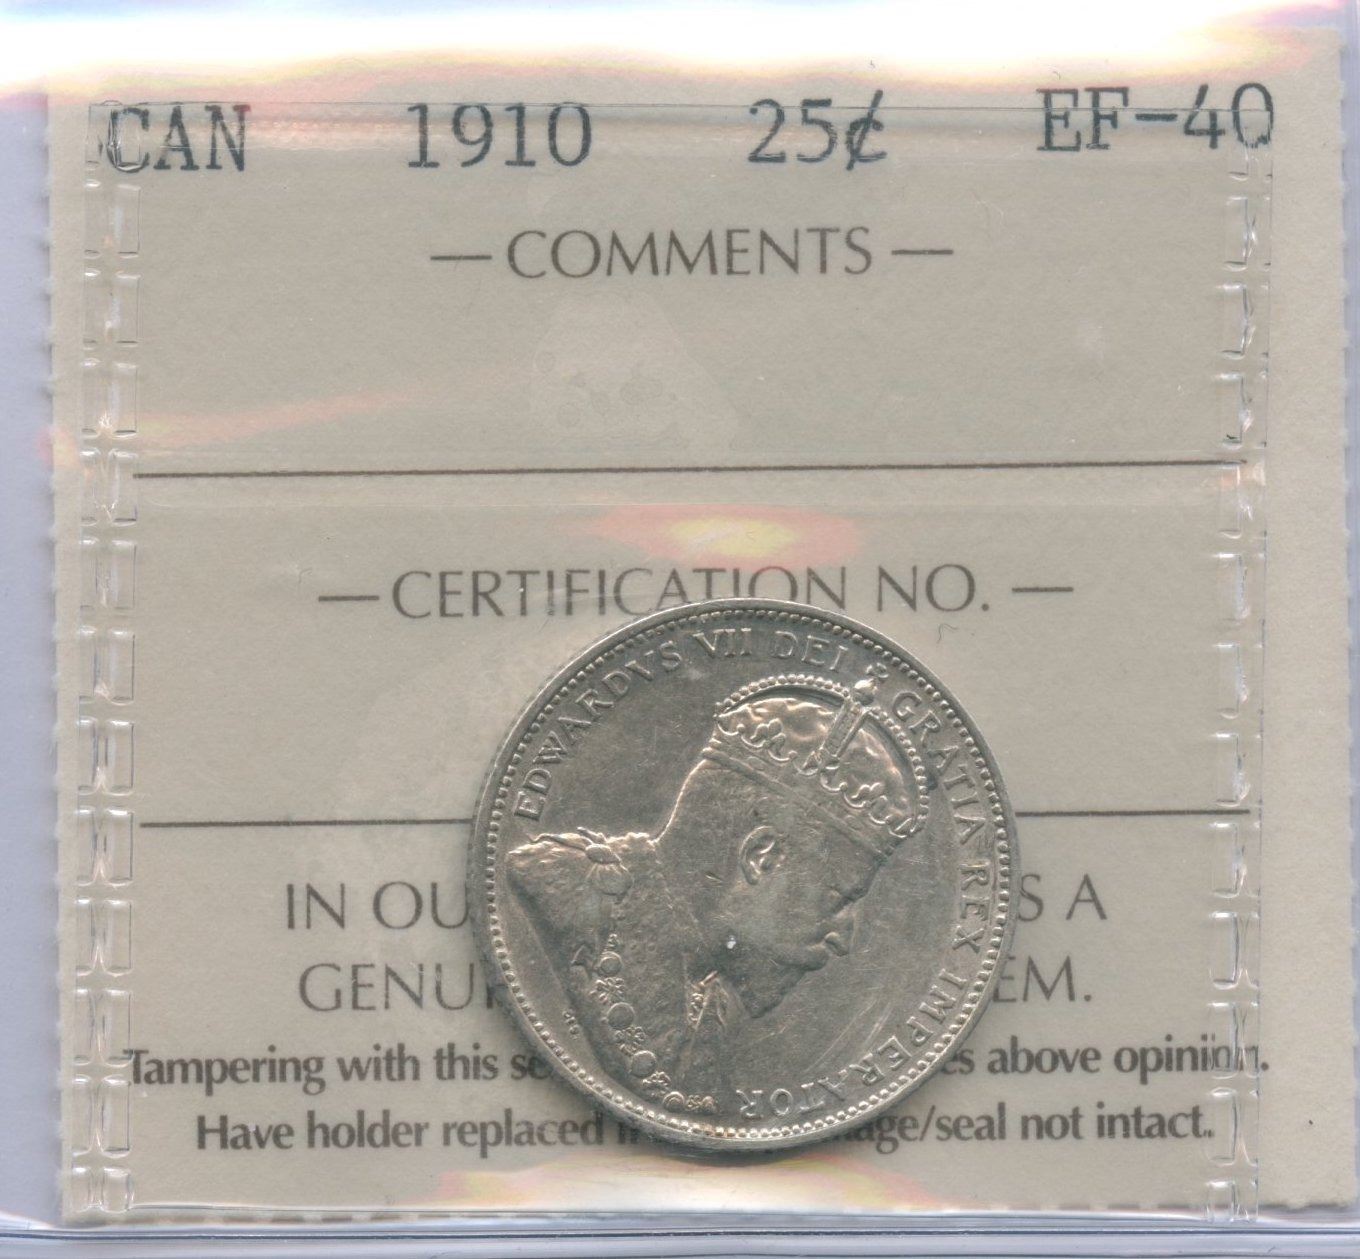 CAN 1910 25¢ EF-40
— COMMENTS —
— CERTIFICATION NO. —
EDWARDVS VII DEI GRATIA REX IMPERATOR
IN OU S A
GENU EM.
Tampering with this se es above opinion.
Have holder replaced age/seal not intact.